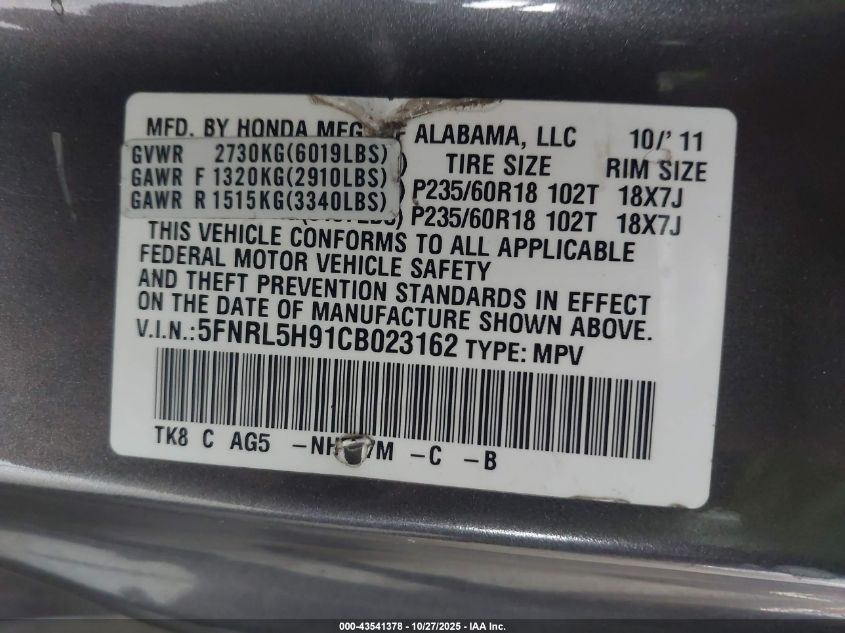 MFD. BY HONDA MFG. OF ALABAMA, LLC 10/'11
GVWR 2730KG(6019LBS) TIRE SIZE RIM SIZE
GAWR F 1320KG(2910LBS) P235/60R18 102T 18X7J
GAWR R 1515KG(3340LBS) P235/60R18 102T 18X7J
THIS VEHICLE CONFORMS TO ALL APPLICABLE
FEDERAL MOTOR VEHICLE SAFETY
AND THEFT PREVENTION STANDARDS IN EFFECT
ON THE DATE OF MANUFACTURE SHOWN ABOVE.
V.I.N.:5FNRL5H91CB023162 TYPE: MPV
TK8 C AG5 -NH 7M -C -B
000-43541378 - 10/27/2025 - IAA Inc.